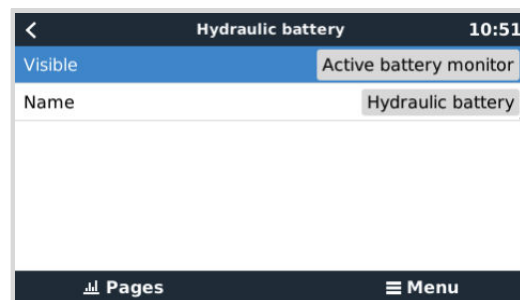 Hydraulic battery 10:51
Visible Active battery monitor
Name Hydraulic battery
Pages Menu